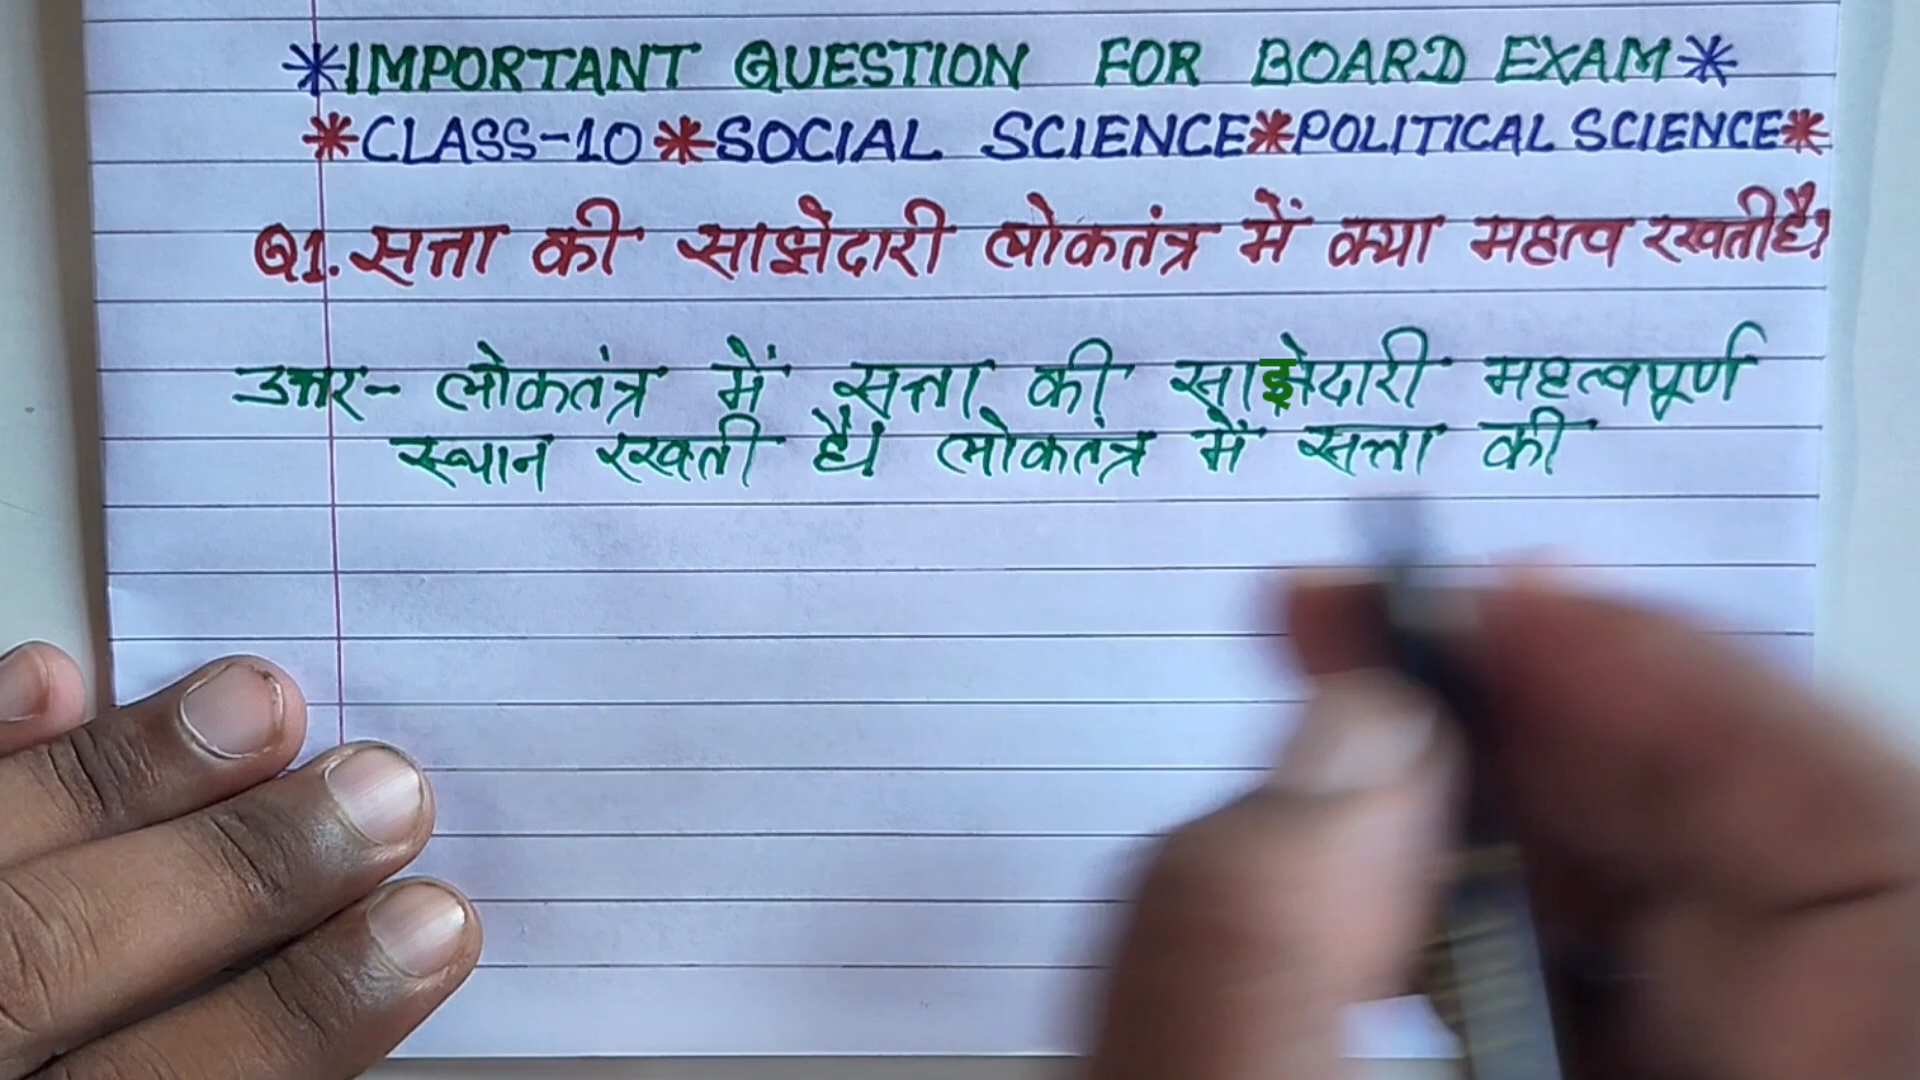 *IMPORTANT QUESTION FOR BOARD EXAM*
*CLASS-10*SOCIAL SCIENCE*POLITICAL SCIENCE*
Q1. सत्ता की साझेदारी लोकतंत्र में क्या महत्व रखती है।
उत्तर- लोकतंत्र में सत्ता की साझेदारी महत्वपूर्ण
स्थान रखती है। लोकतंत्र में सत्ता की